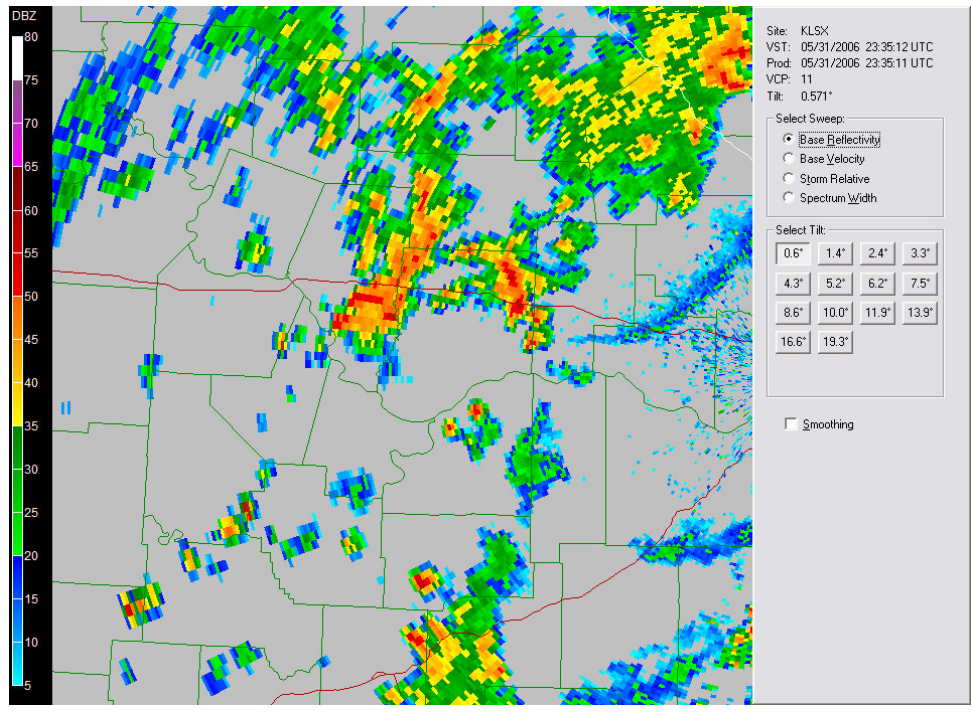 DBZ
80
75
70
65
60
55
50
45
40
35
30
25
20
15
10
5
Site: KLSX
VST: 05/31/2006 23:35:12 UTC
Prod: 05/31/2006 23:35:11 UTC
VCP: 11
Tilt: 0.571°
Select Sweep:
Base Reflectivity
Base Velocity
Storm Relative
Spectrum Width
Select Tilt:
0.6° 1.4° 2.4° 3.3°
4.3° 5.2° 6.2° 7.5°
8.6° 10.0° 11.9° 13.9°
16.6° 19.3°
Smoothing